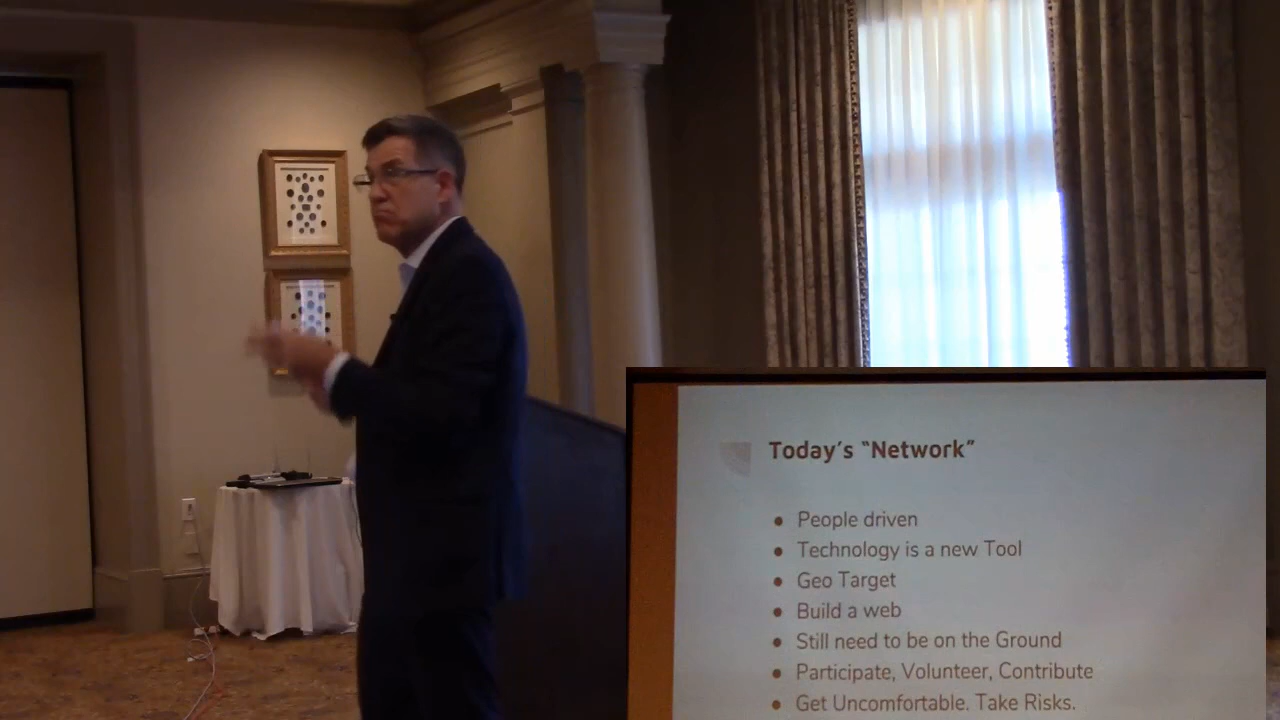 Today's “Network”
● People driven
● Technology is a new Tool
● Geo Target
● Build a web
● Still need to be on the Ground
● Participate, Volunteer, Contribute
● Get Uncomfortable. Take Risks.